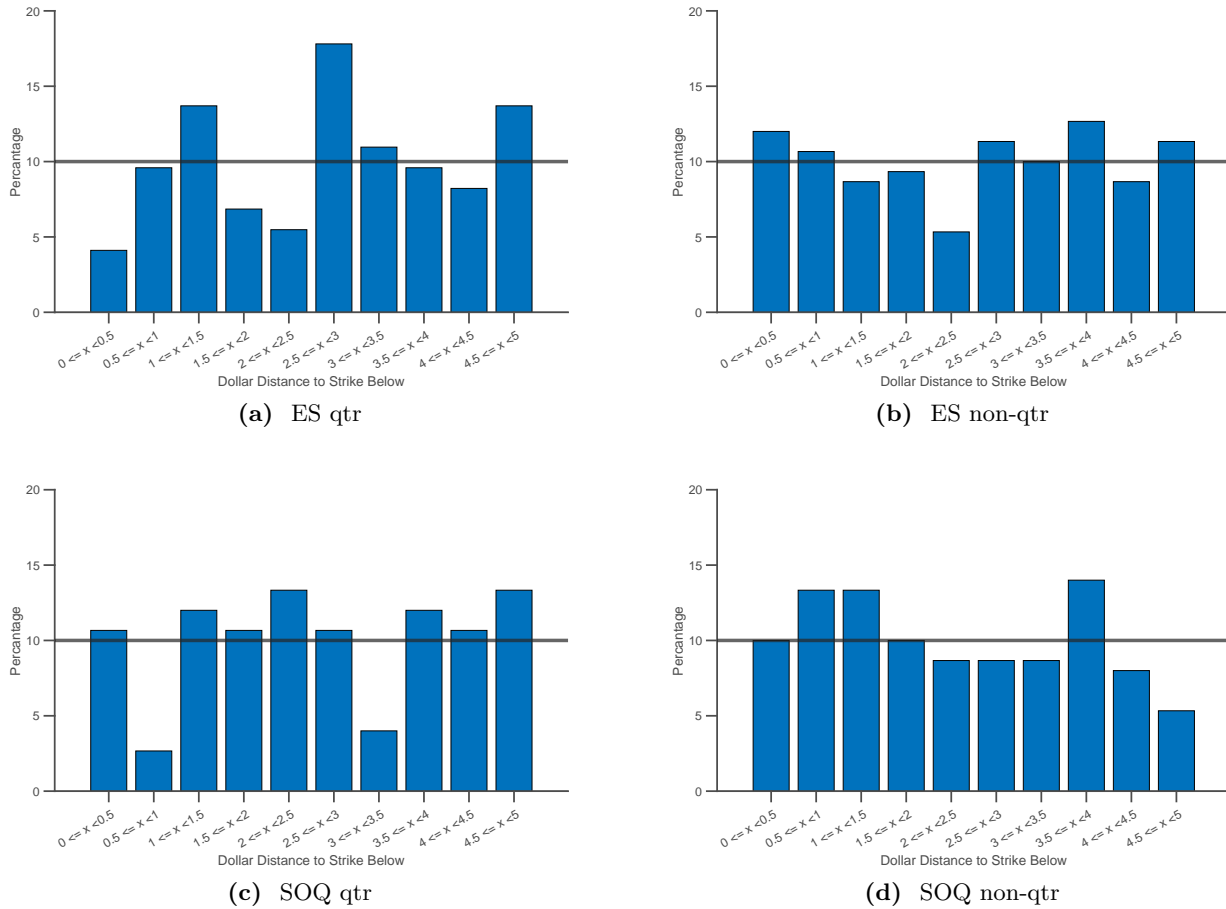 20
15
10
5
0
Percantage
0 <= x <0.5
0.5 <= x <1
1 <= x <1.5
1.5 <= x <2
2 <= x <2.5
2.5 <= x <3
3 <= x <3.5
3.5 <= x <4
4 <= x <4.5
4.5 <= x <5
Dollar Distance to Strike Below
(a) ES qtr
20
15
10
5
0
Percantage
0 <= x <0.5
0.5 <= x <1
1 <= x <1.5
1.5 <= x <2
2 <= x <2.5
2.5 <= x <3
3 <= x <3.5
3.5 <= x <4
4 <= x <4.5
4.5 <= x <5
Dollar Distance to Strike Below
(b) ES non-qtr
20
15
10
5
0
Percantage
0 <= x <0.5
0.5 <= x <1
1 <= x <1.5
1.5 <= x <2
2 <= x <2.5
2.5 <= x <3
3 <= x <3.5
3.5 <= x <4
4 <= x <4.5
4.5 <= x <5
Dollar Distance to Strike Below
(c) SOQ qtr
20
15
10
5
0
Percantage
0 <= x <0.5
0.5 <= x <1
1 <= x <1.5
1.5 <= x <2
2 <= x <2.5
2.5 <= x <3
3 <= x <3.5
3.5 <= x <4
4 <= x <4.5
4.5 <= x <5
Dollar Distance to Strike Below
(d) SOQ non-qtr